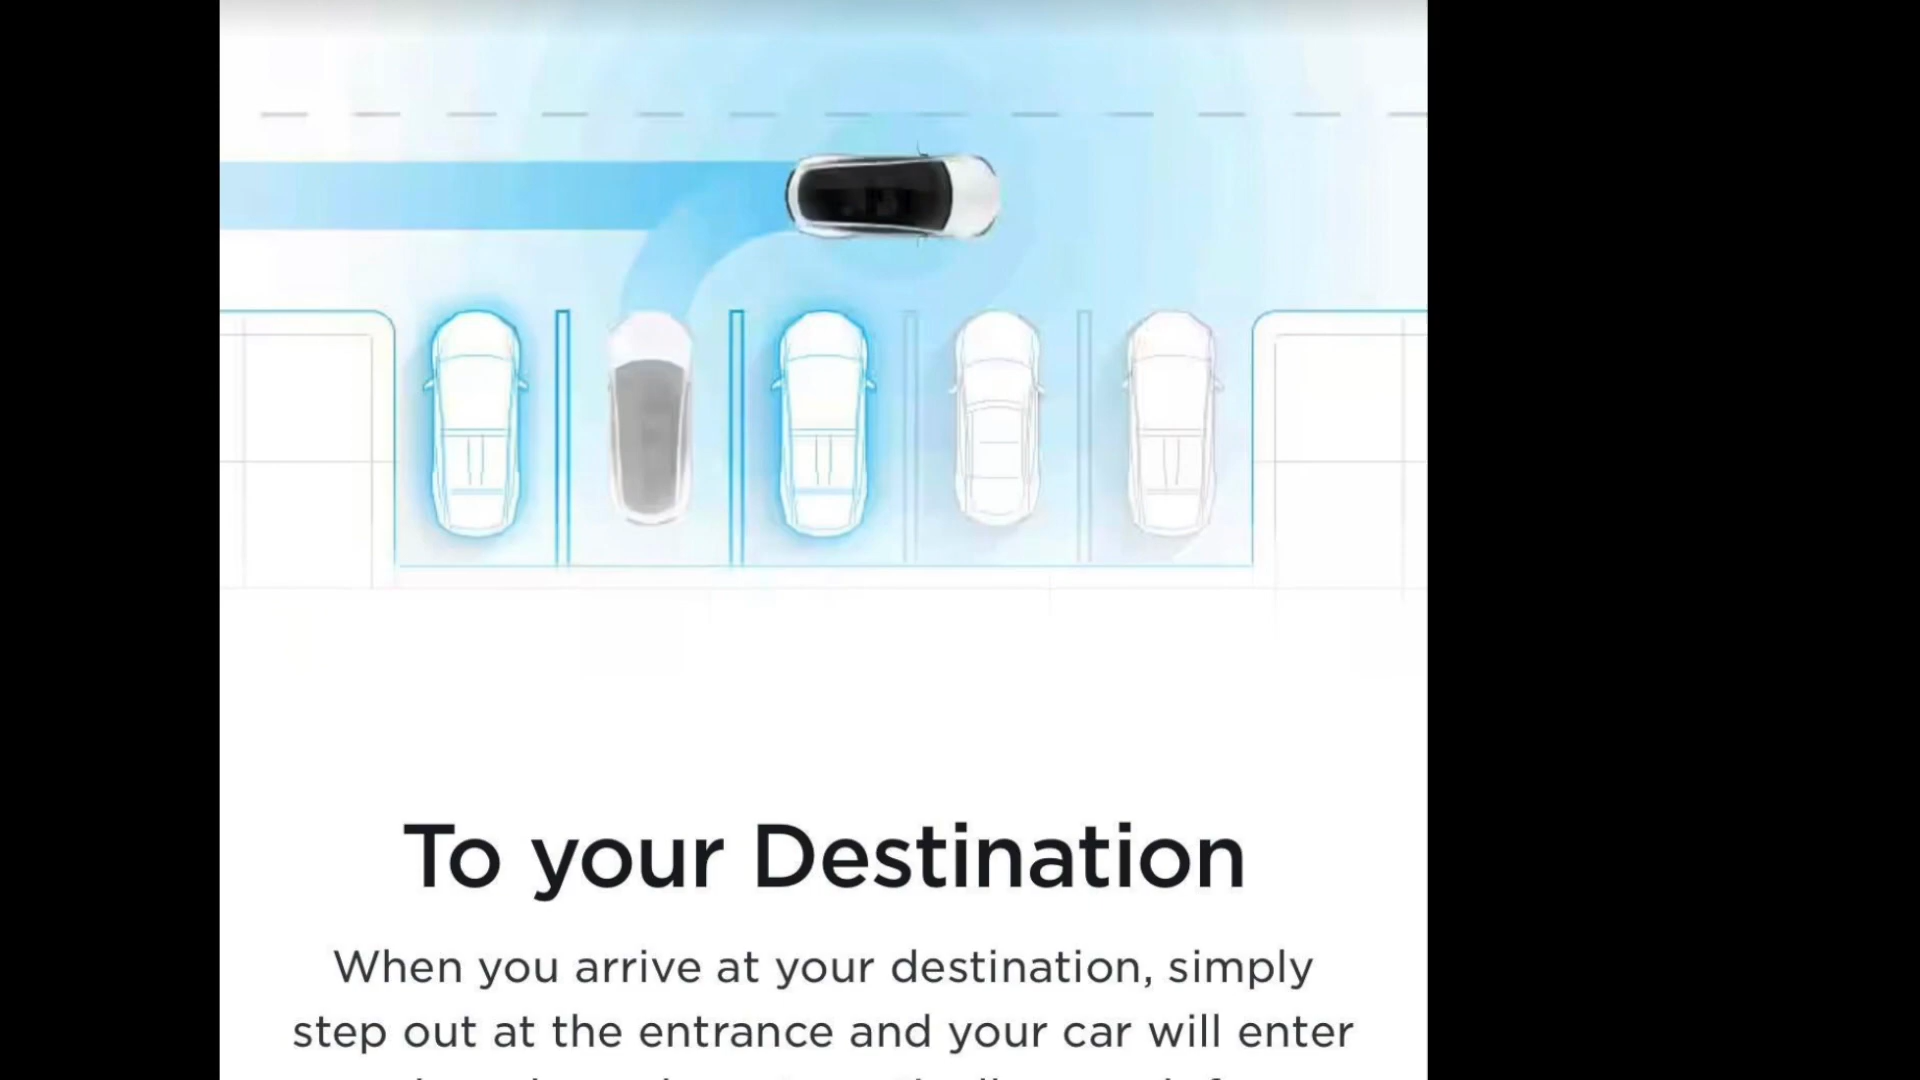 To your Destination
When you arrive at your destination, simply
step out at the entrance and your car will enter